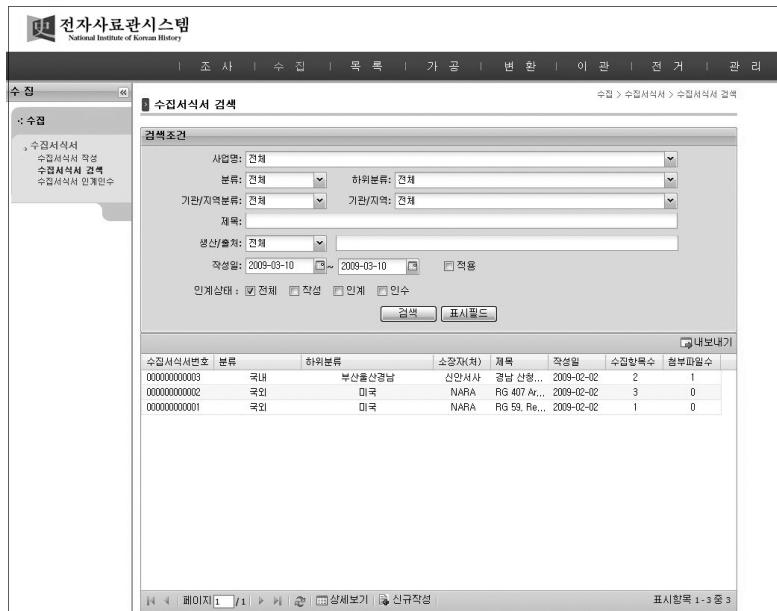 史 전자사료관시스템
National Institute of Korean History
조 사 | 수 집 | 목 록 | 가 공 | 변 환 | 이 관 | 전 거 | 관 리
수 집 «
수집 > 수집서식서 > 수집서식서 검색
수집서식서 검색
수집
수집서식서
수집서식서 작성
수집서식서 검색
수집서식서 인계인수
검색조건
사업명: 전체
분류: 전체 하위분류: 전체
기관/지역분류: 전체 기관/지역: 전체
제목:
생산/출처: 전체
작성일: 2009-03-10 ~ 2009-03-10 적용
인계상태 : 전체 작성 인계 인수
검색 표시필드
내보내기
수집서식서번호 분류 하위분류 소장자(처) 제목 작성일 수집항목수 첨부파일수
000000000003 국내 부산울산경남 신안서사 경남 산청... 2009-02-02 2 1
000000000002 국외 미국 NARA RG 407 Ar... 2009-02-02 3 0
000000000001 국외 미국 NARA RG 59, Re... 2009-02-02 1 0
페이지 1 /1 상세보기 신규작성 표시항목 1-3 중 3